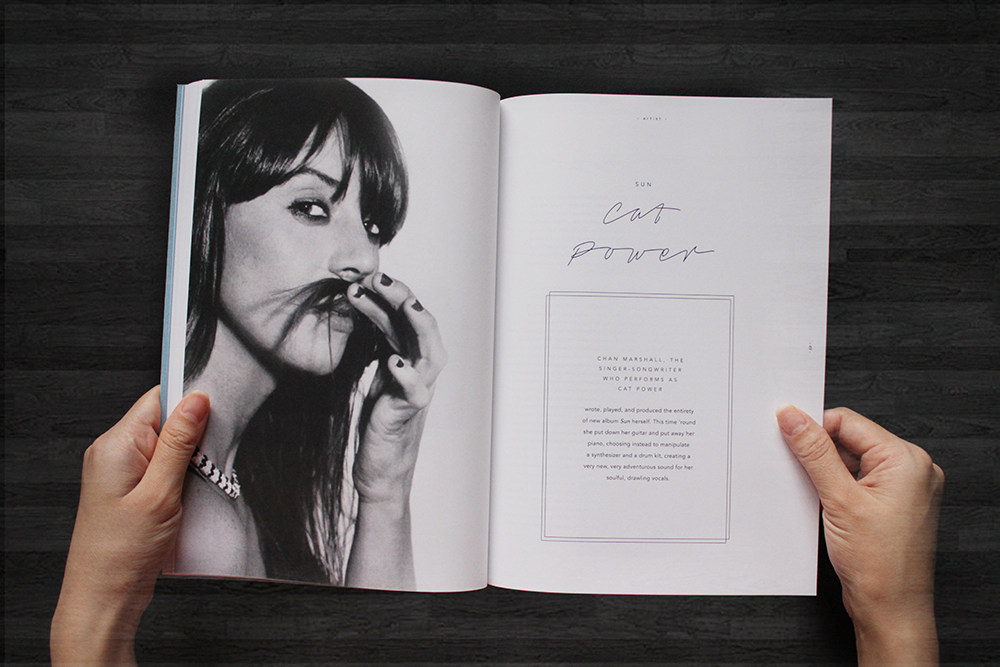 - artist -
SUN
cat
power
CHAN MARSHALL, THE
SINGER-SONGWRITER
WHO PERFORMS AS
CAT POWER
wrote, played, and produced the entirety
of new album Sun herself. This time 'round
she put down her guitar and put away her
piano, choosing instead to manipulate
a synthesizer and a drum kit, creating a
very new, very adventurous sound for her
soulful, drawling vocals.